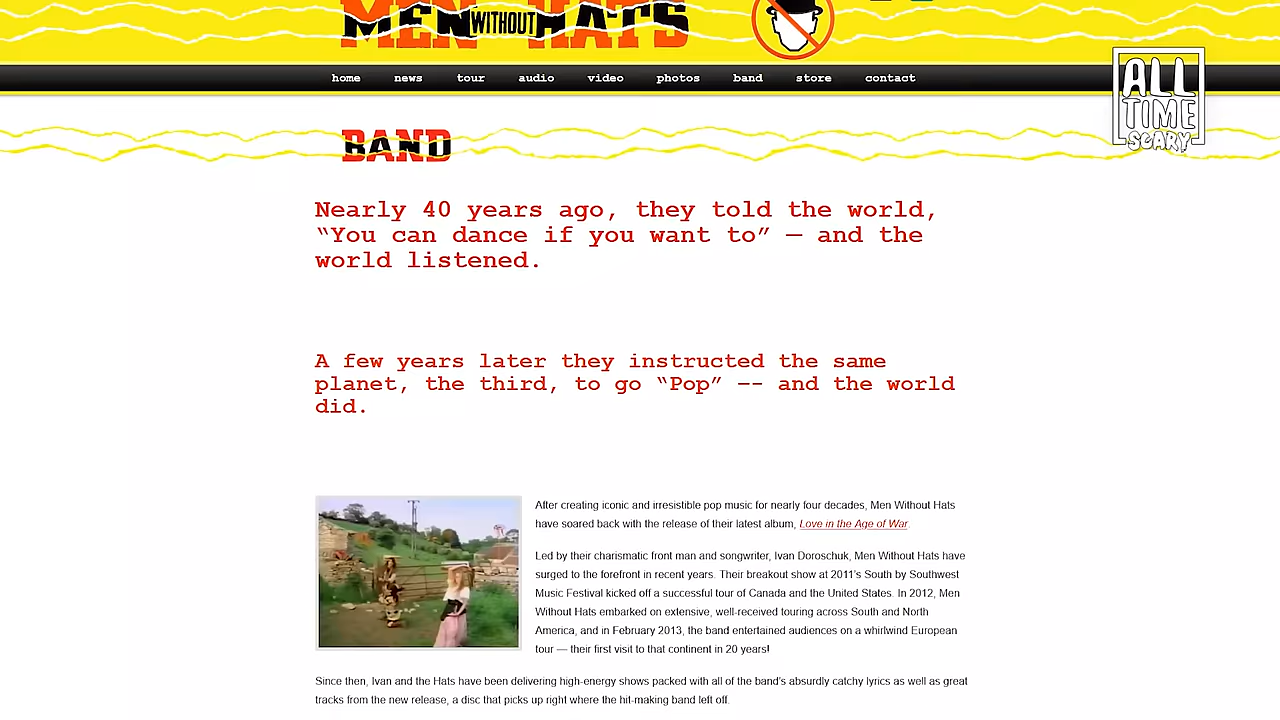 MEN WITHOUT HATS
home news tour audio video photos band store contact
ALL
TIME
SCARY
BAND
Nearly 40 years ago, they told the world,
“You can dance if you want to” — and the
world listened.
A few years later they instructed the same
planet, the third, to go “Pop” –- and the world
did.
After creating iconic and irresistible pop music for nearly four decades, Men Without Hats
have soared back with the release of their latest album, Love in the Age of War.
Led by their charismatic front man and songwriter, Ivan Doroschuk, Men Without Hats have
surged to the forefront in recent years. Their breakout show at 2011's South by Southwest
Music Festival kicked off a successful tour of Canada and the United States. In 2012, Men
Without Hats embarked on extensive, well-received touring across South and North
America, and in February 2013, the band entertained audiences on a whirlwind European
tour — their first visit to that continent in 20 years!
Since then, Ivan and the Hats have been delivering high-energy shows packed with all of the band's absurdly catchy lyrics as well as great
tracks from the new release, a disc that picks up right where the hit-making band left off.